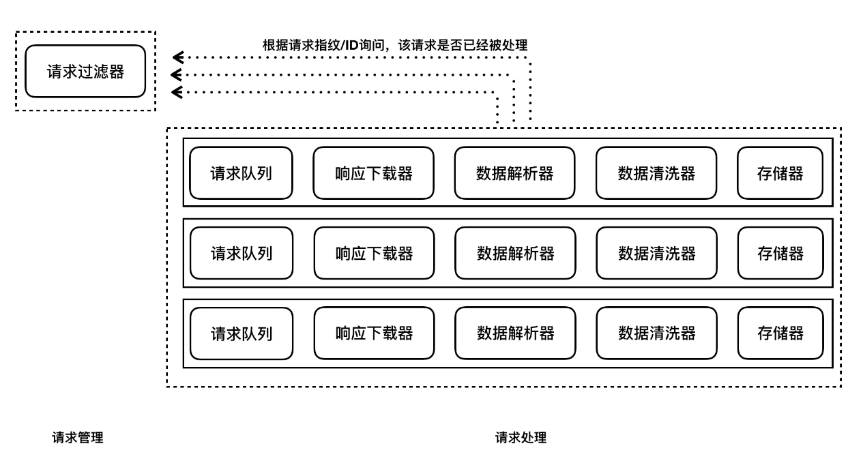 根据请求指纹/ID询问，该请求是否已经被处理
请求过滤器
请求队列 响应下载器 数据解析器 数据清洗器 存储器
请求队列 响应下载器 数据解析器 数据清洗器 存储器
请求队列 响应下载器 数据解析器 数据清洗器 存储器
请求管理 请求处理